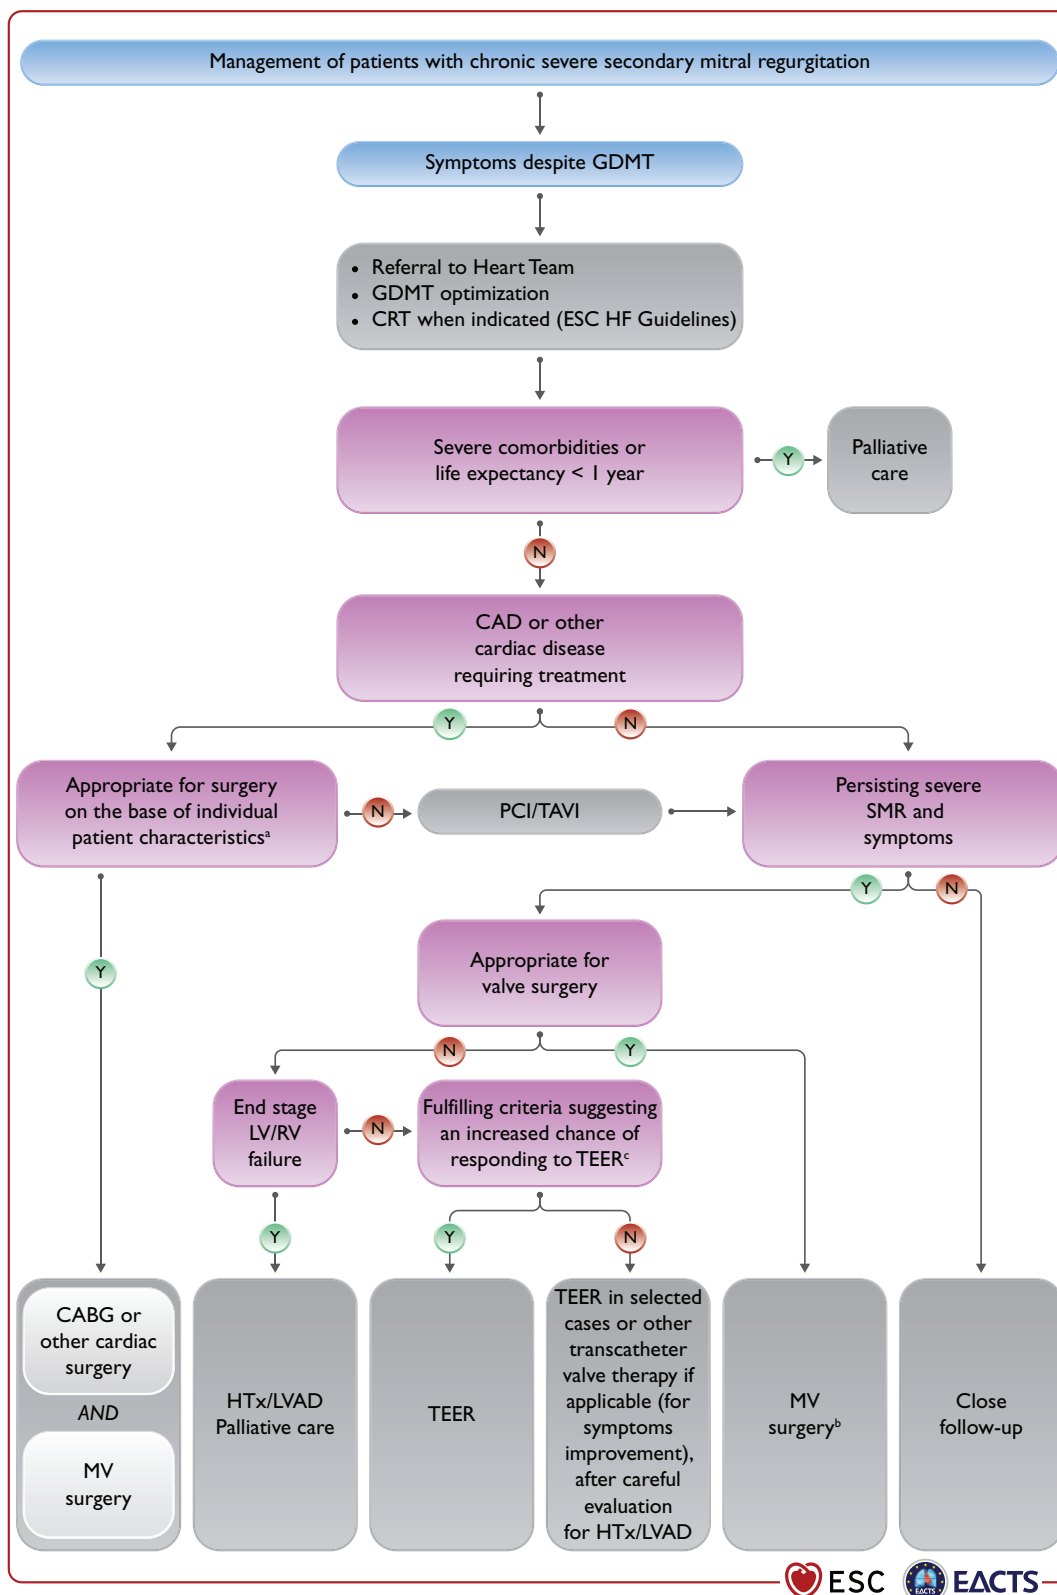 Management of patients with chronic severe secondary mitral regurgitation
Symptoms despite GDMT
• Referral to Heart Team
• GDMT optimization
• CRT when indicated (ESC HF Guidelines)
Severe comorbidities or
life expectancy < 1 year
Y
Palliative
care
N
CAD or other
cardiac disease
requiring treatment
Y
N
Appropriate for surgery
on the base of individual
patient characteristicsᵃ
N
PCI/TAVI
Persisting severe
SMR and
symptoms
Y
N
Appropriate for
valve surgery
Y
N
Y
End stage
LV/RV
failure
N
Fulfilling criteria suggesting
an increased chance of
responding to TEERᶜ
Y
Y
N
CABG or
other cardiac
surgery
AND
MV
surgery
HTx/LVAD
Palliative care
TEER
TEER in selected
cases or other
transcatheter
valve therapy if
applicable (for
symptoms
improvement),
after careful
evaluation
for HTx/LVAD
MV
surgeryᵇ
Close
follow-up
ESC
EACTS